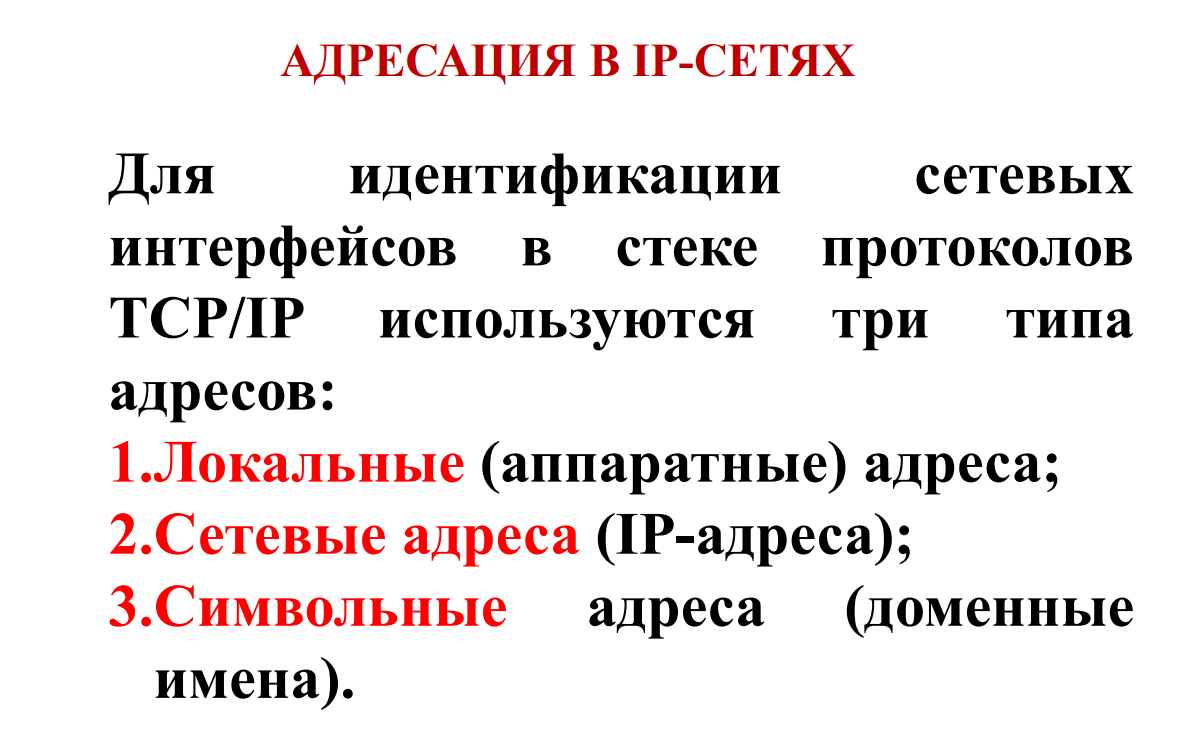 АДРЕСАЦИЯ В IP-СЕТЯХ
Для идентификации сетевых
интерфейсов в стеке протоколов
TCP/IP используются три типа
адресов:
1.Локальные (аппаратные) адреса;
2.Сетевые адреса (IP-адреса);
3.Символьные адреса (доменные
имена).